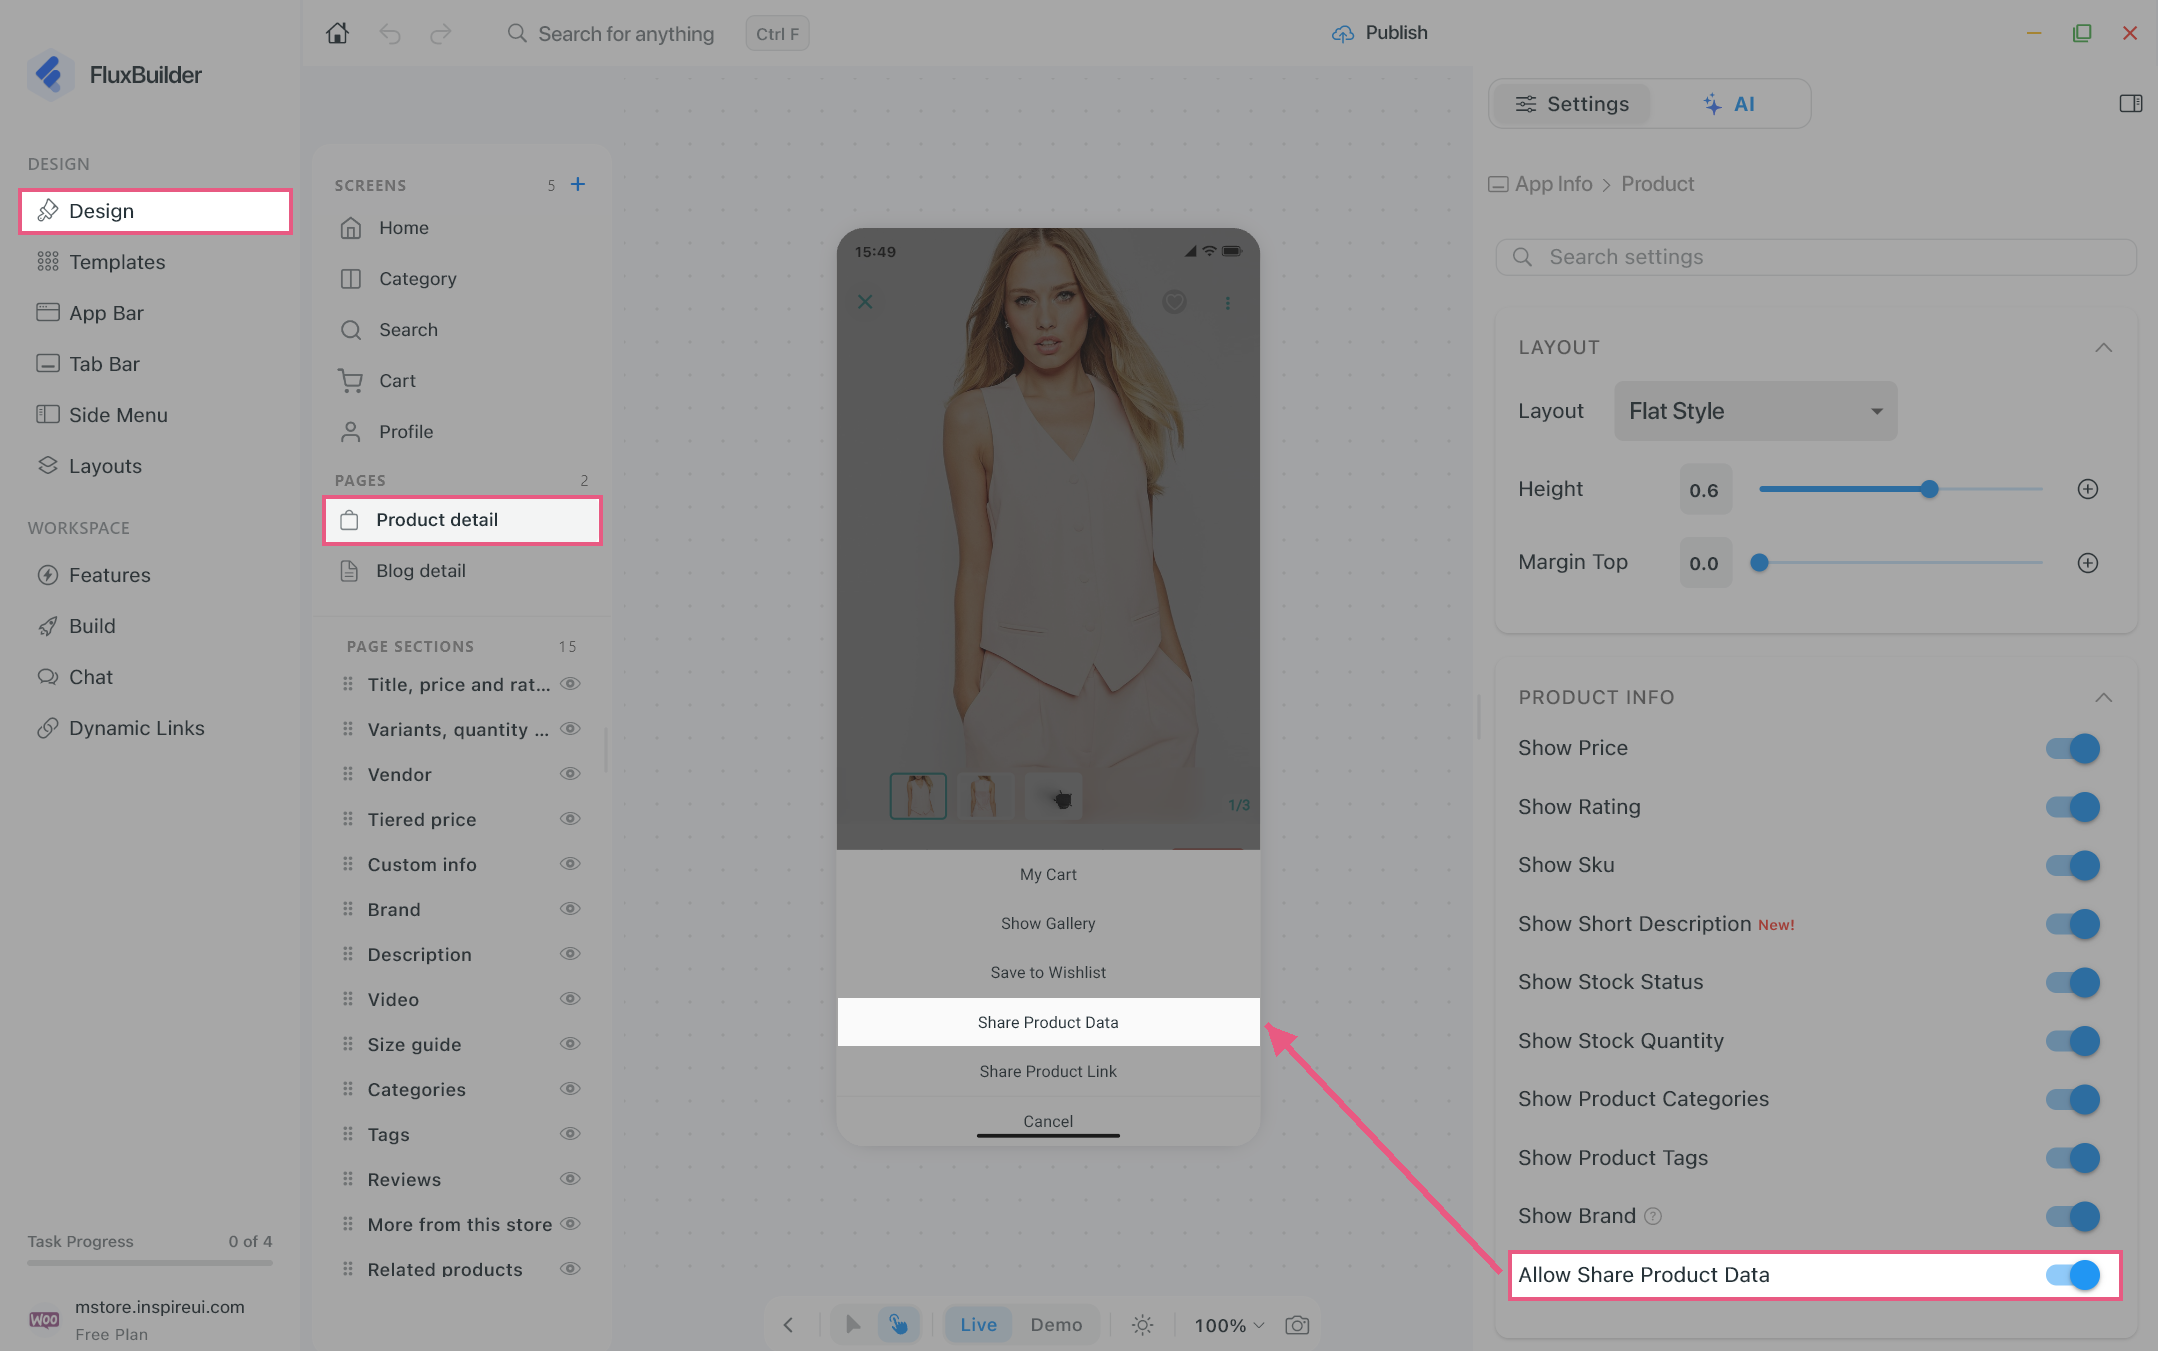 FluxBuilder
Search for anything
Ctrl F
Publish
DESIGN
Design
Templates
App Bar
Tab Bar
Side Menu
Layouts
WORKSPACE
Features
Build
Chat
Dynamic Links
Task Progress
0 of 4
WOO
mstore.inspireui.com
Free Plan
SCREENS
5
Home
Category
Search
Cart
Profile
PAGES
2
Product detail
Blog detail
PAGE SECTIONS
15
Title, price and rat...
Variants, quantity ...
Vendor
Tiered price
Custom info
Brand
Description
Video
Size guide
Categories
Tags
Reviews
More from this store
Related products
15:49
1/3
My Cart
Show Gallery
Save to Wishlist
Share Product Data
Share Product Link
Cancel
Live
Demo
100%
Settings
AI
App Info > Product
Search settings
LAYOUT
Layout
Flat Style
Height
0.6
Margin Top
0.0
PRODUCT INFO
Show Price
Show Rating
Show Sku
Show Short Description New!
Show Stock Status
Show Stock Quantity
Show Product Categories
Show Product Tags
Show Brand ?
Allow Share Product Data